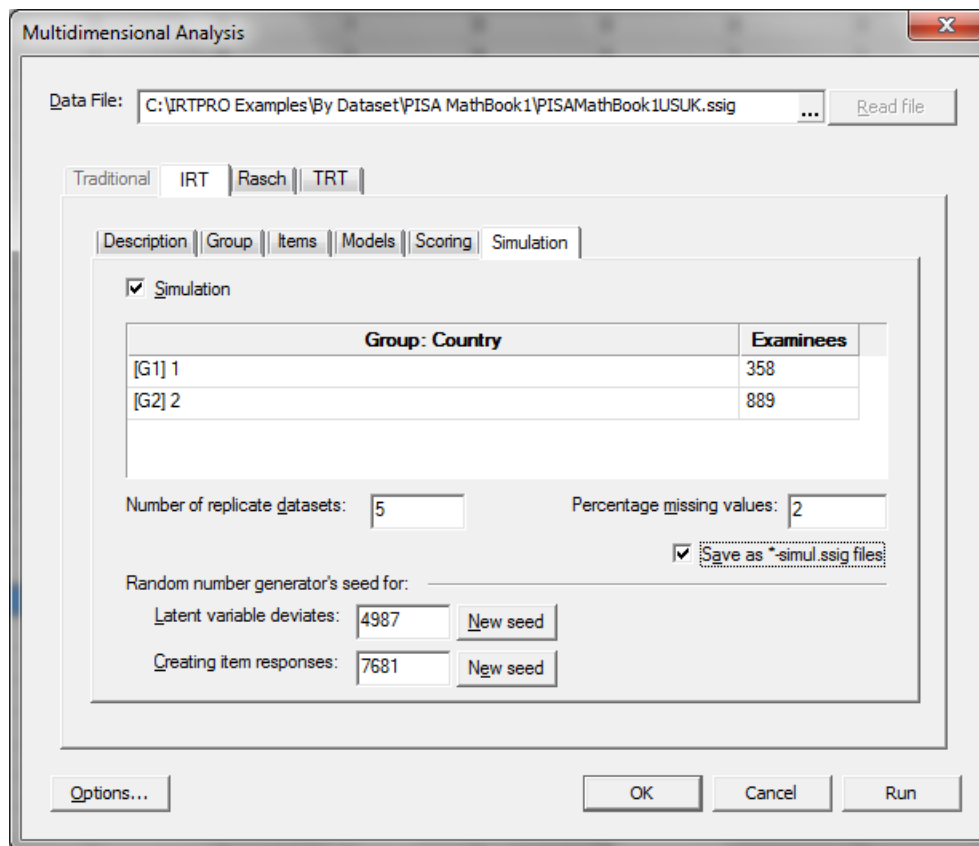 Multidimensional Analysis
Data File: C:\IRTPRO Examples\By Dataset\PISA MathBook1\PISAMathBook1USUK.ssig ... Read file
Traditional IRT Rasch TRT
Description Group Items Models Scoring Simulation
Simulation
Group: Country Examinees
[G1] 1 358
[G2] 2 889
Number of replicate datasets: 5 Percentage missing values: 2
Save as *-simul.ssig files
Random number generator's seed for:
Latent variable deviates: 4987 New seed
Creating item responses: 7681 New seed
Options... OK Cancel Run